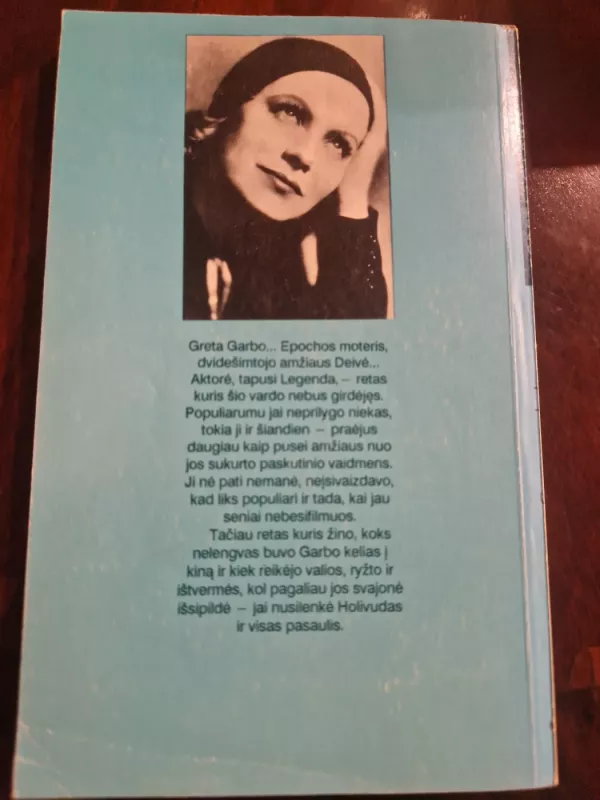 Greta Garbo... Epochos moteris,
dvidešimtojo amžiaus Deivė...
Aktorė, tapusi Legenda, – retas
kuris šio vardo nebus girdėjęs.
Populiarumu jai neprilygo niekas,
tokia ji ir šiandien – praėjus
daugiau kaip pusei amžiaus nuo
jos sukurto paskutinio vaidmens.
Ji nė pati nemanė, neįsivaizdavo,
kad liks populiari ir tada, kai jau
seniai nebesifilmuos.
Tačiau retas kuris žino, koks
nelengvas buvo Garbo kelias į
kiną ir kiek reikėjo valios, ryžto ir
ištvermės, kol pagaliau jos svajonė
išsipildė – jai nusilenkė Holivudas
ir visas pasaulis.